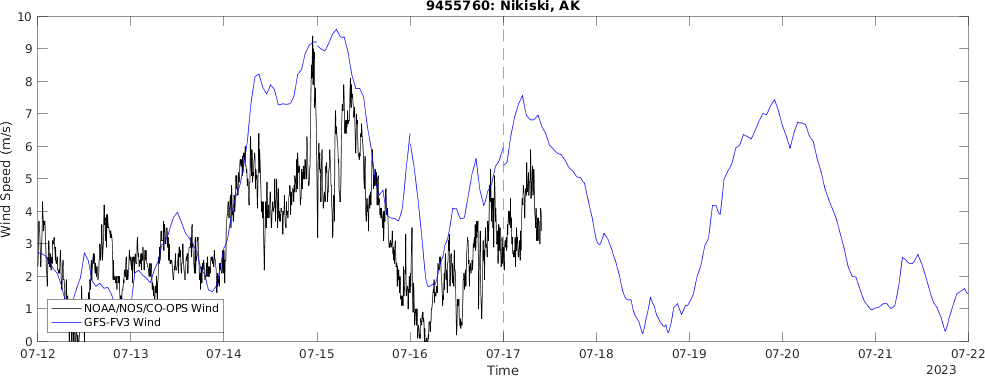 9455760: Nikiski, AK
Wind Speed (m/s)
10
9
8
7
6
5
4
3
2
1
0
NOAA/NOS/CO-OPS Wind
GFS-FV3 Wind
07-12 07-13 07-14 07-15 07-16 07-17 07-18 07-19 07-20 07-21 07-22
Time
2023